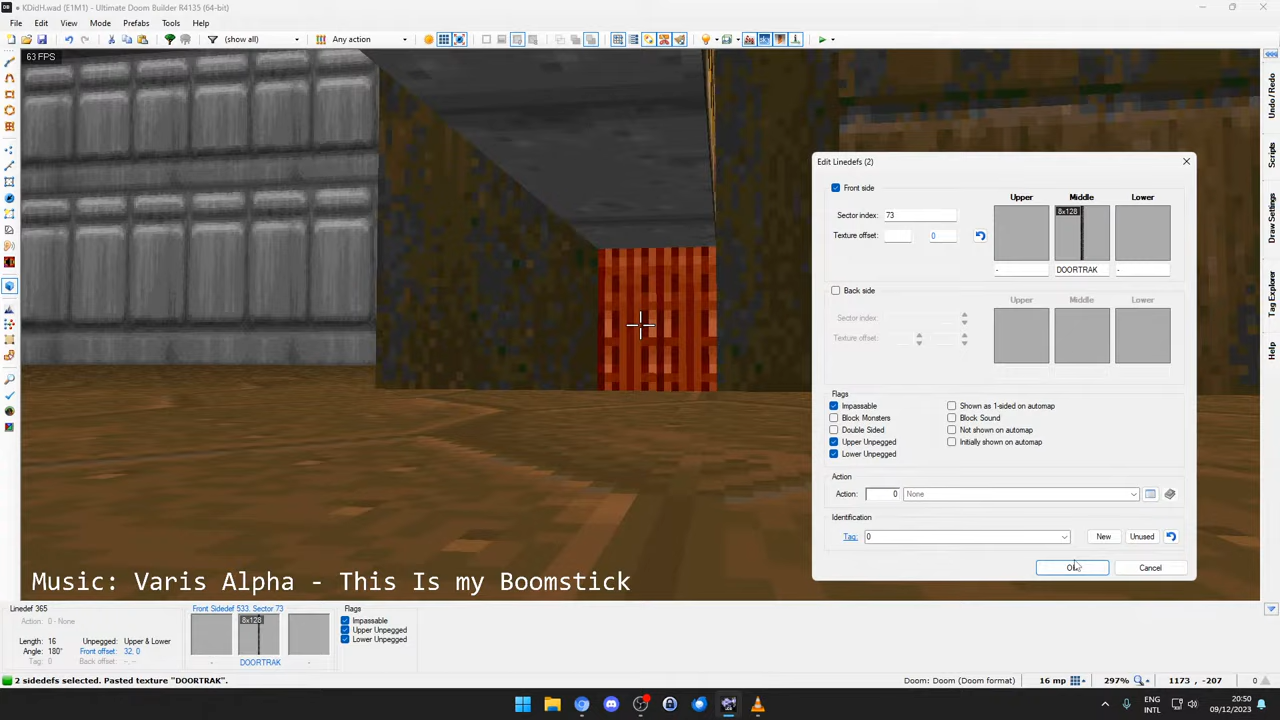 KDidH.wad (E1M1) - Ultimate Doom Builder R4135 (64-bit)
File Edit View Mode Prefabs Tools Help
(show all) Any action
63 FPS
Edit Linedefs (2)
Front side
Upper Middle Lower
Sector index: 73
8x128
Texture offset: 0
- DOORTRAK -
Back side
Upper Middle Lower
Sector index:
Texture offset:
Flags
Impassable Shown as 1-sided on automap
Block Monsters Block Sound
Double Sided Not shown on automap
Upper Unpegged Initially shown on automap
Lower Unpegged
Action
Action: 0 None
Identification
Tag: 0 New Unused
OK Cancel
Undo / Redo
Scripts
Draw Settings
Tag Explorer
Help
Music: Varis Alpha - This Is my Boomstick
Linedef 365 Front Sidedef 533. Sector 73 Flags
Action: 0 - None 8x128 Impassable
Upper Unpegged
Length: 16 Unpegged: Upper & Lower Lower Unpegged
Angle: 180° Front offset: 32, 0
Tag: 0 Back offset: --, -- - DOORTRAK -
2 sidedefs selected. Pasted texture "DOORTRAK". Doom: Doom (Doom format) 16 mp 297% 1173 , -207
ENG
INTL
20:50
09/12/2023